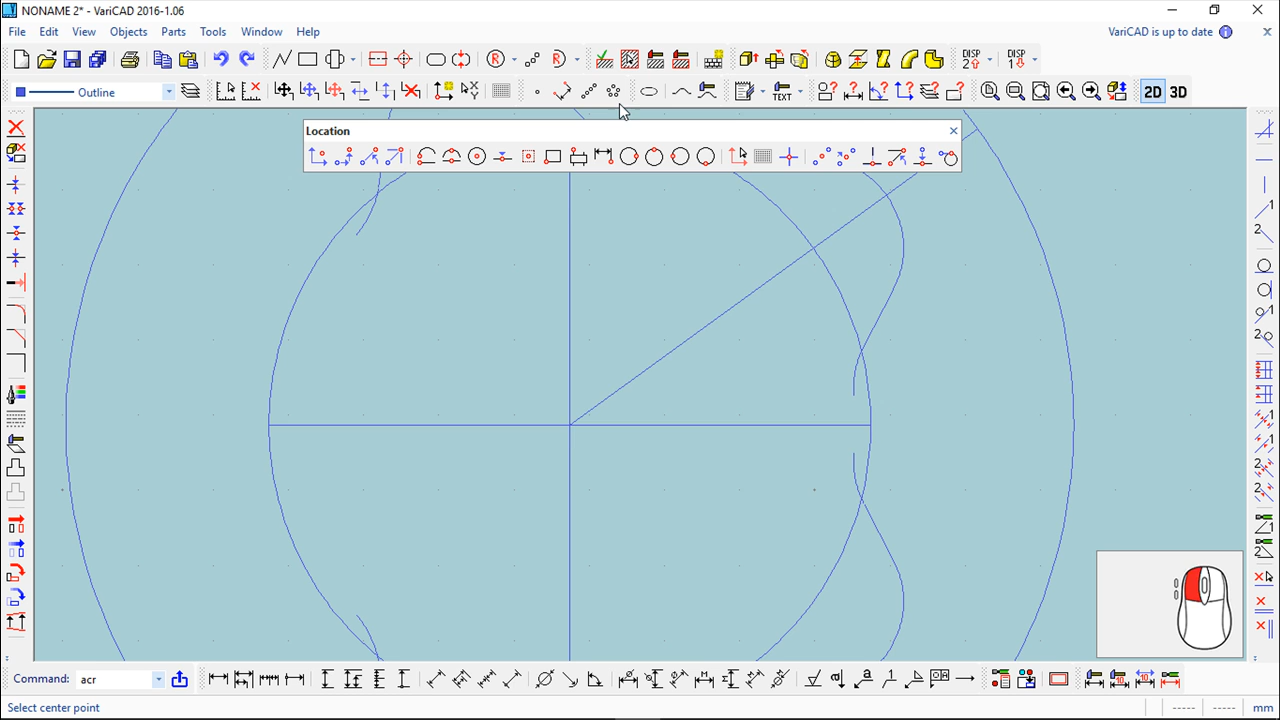 NONAME 2* - VariCAD 2016-1.06
File Edit View Objects Parts Tools Window Help
VariCAD is up to date
DISP 2 DISP 1
Outline
TEXT
2D 3D
Location
Command: acr
Select center point
mm